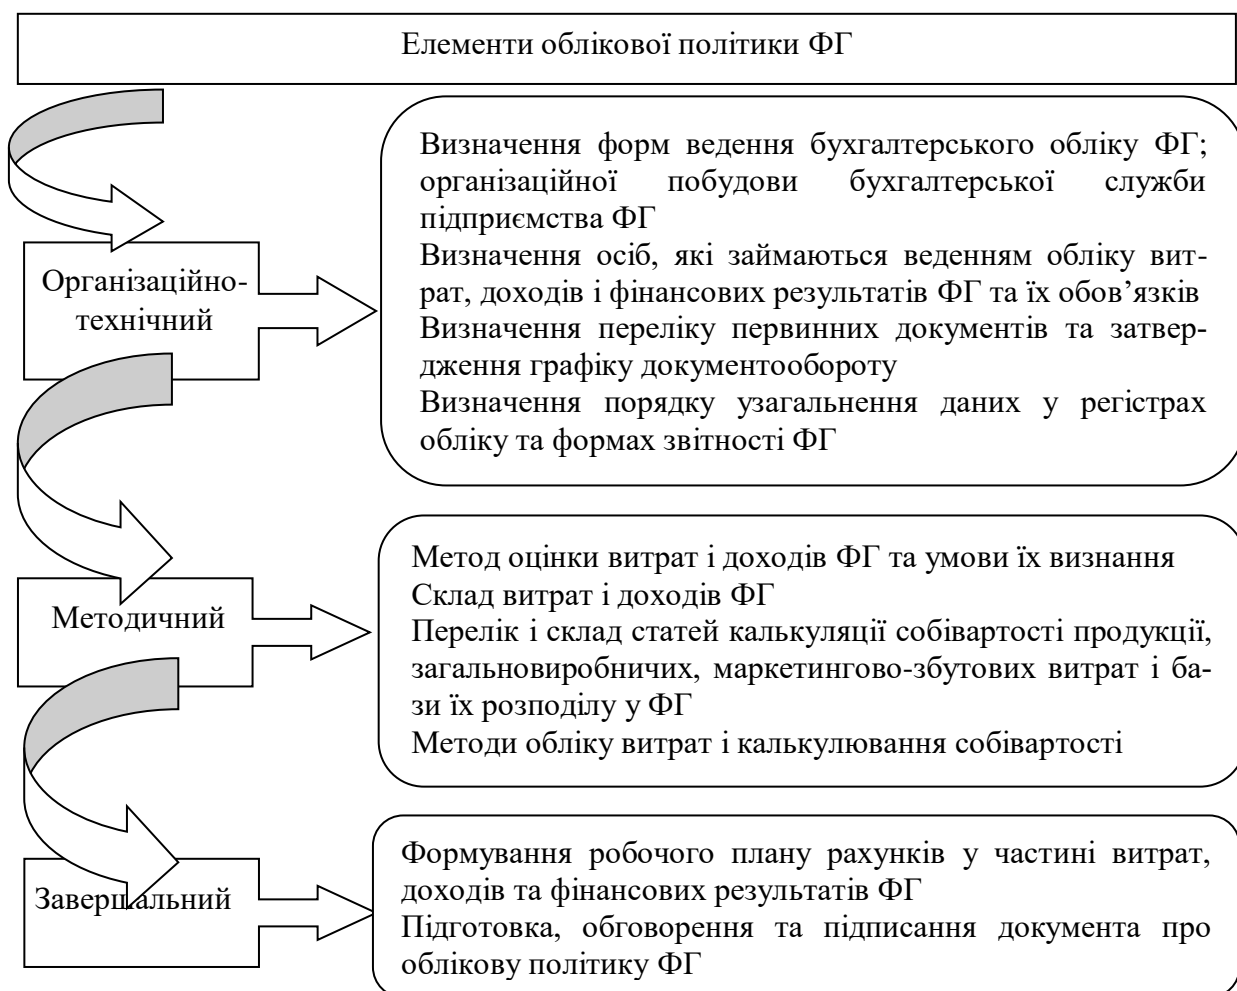 Елементи облікової політики ФГ
Організаційно-
технічний
Визначення форм ведення бухгалтерського обліку ФГ;
організаційної побудови бухгалтерської служби
підприємства ФГ
Визначення осіб, які займаються веденням обліку вит-
рат, доходів і фінансових результатів ФГ та їх обов’язків
Визначення переліку первинних документів та затвер-
дження графіку документообороту
Визначення порядку узагальнення даних у регістрах
обліку та формах звітності ФГ
Методичний
Метод оцінки витрат і доходів ФГ та умови їх визнання
Склад витрат і доходів ФГ
Перелік і склад статей калькуляції собівартості продукції,
загальновиробничих, маркетингово-збутових витрат і ба-
зи їх розподілу у ФГ
Методи обліку витрат і калькулювання собівартості
Завершальний
Формування робочого плану рахунків у частині витрат,
доходів та фінансових результатів ФГ
Підготовка, обговорення та підписання документа про
облікову політику ФГ